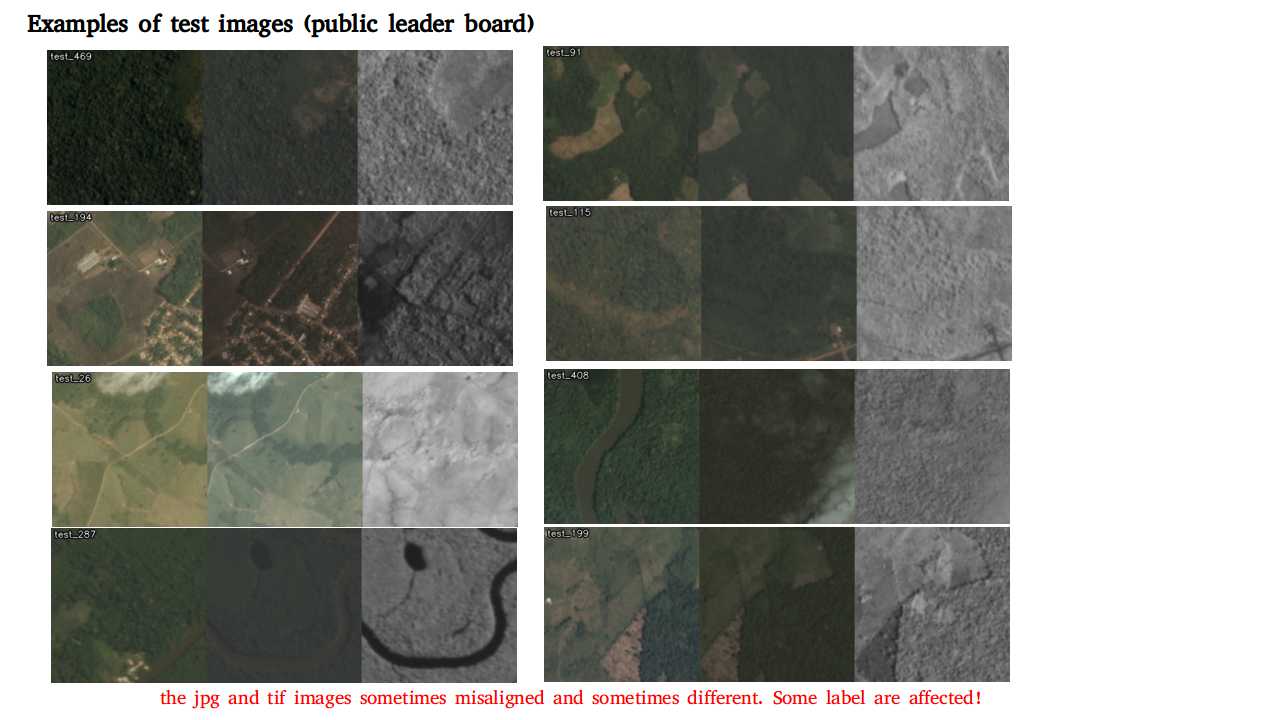 Examples of test images (public leader board)
test_469
test_91
test_194
test_115
test_26
test_408
test_287
test_199
the jpg and tif images sometimes misaligned and sometimes different. Some label are affected!